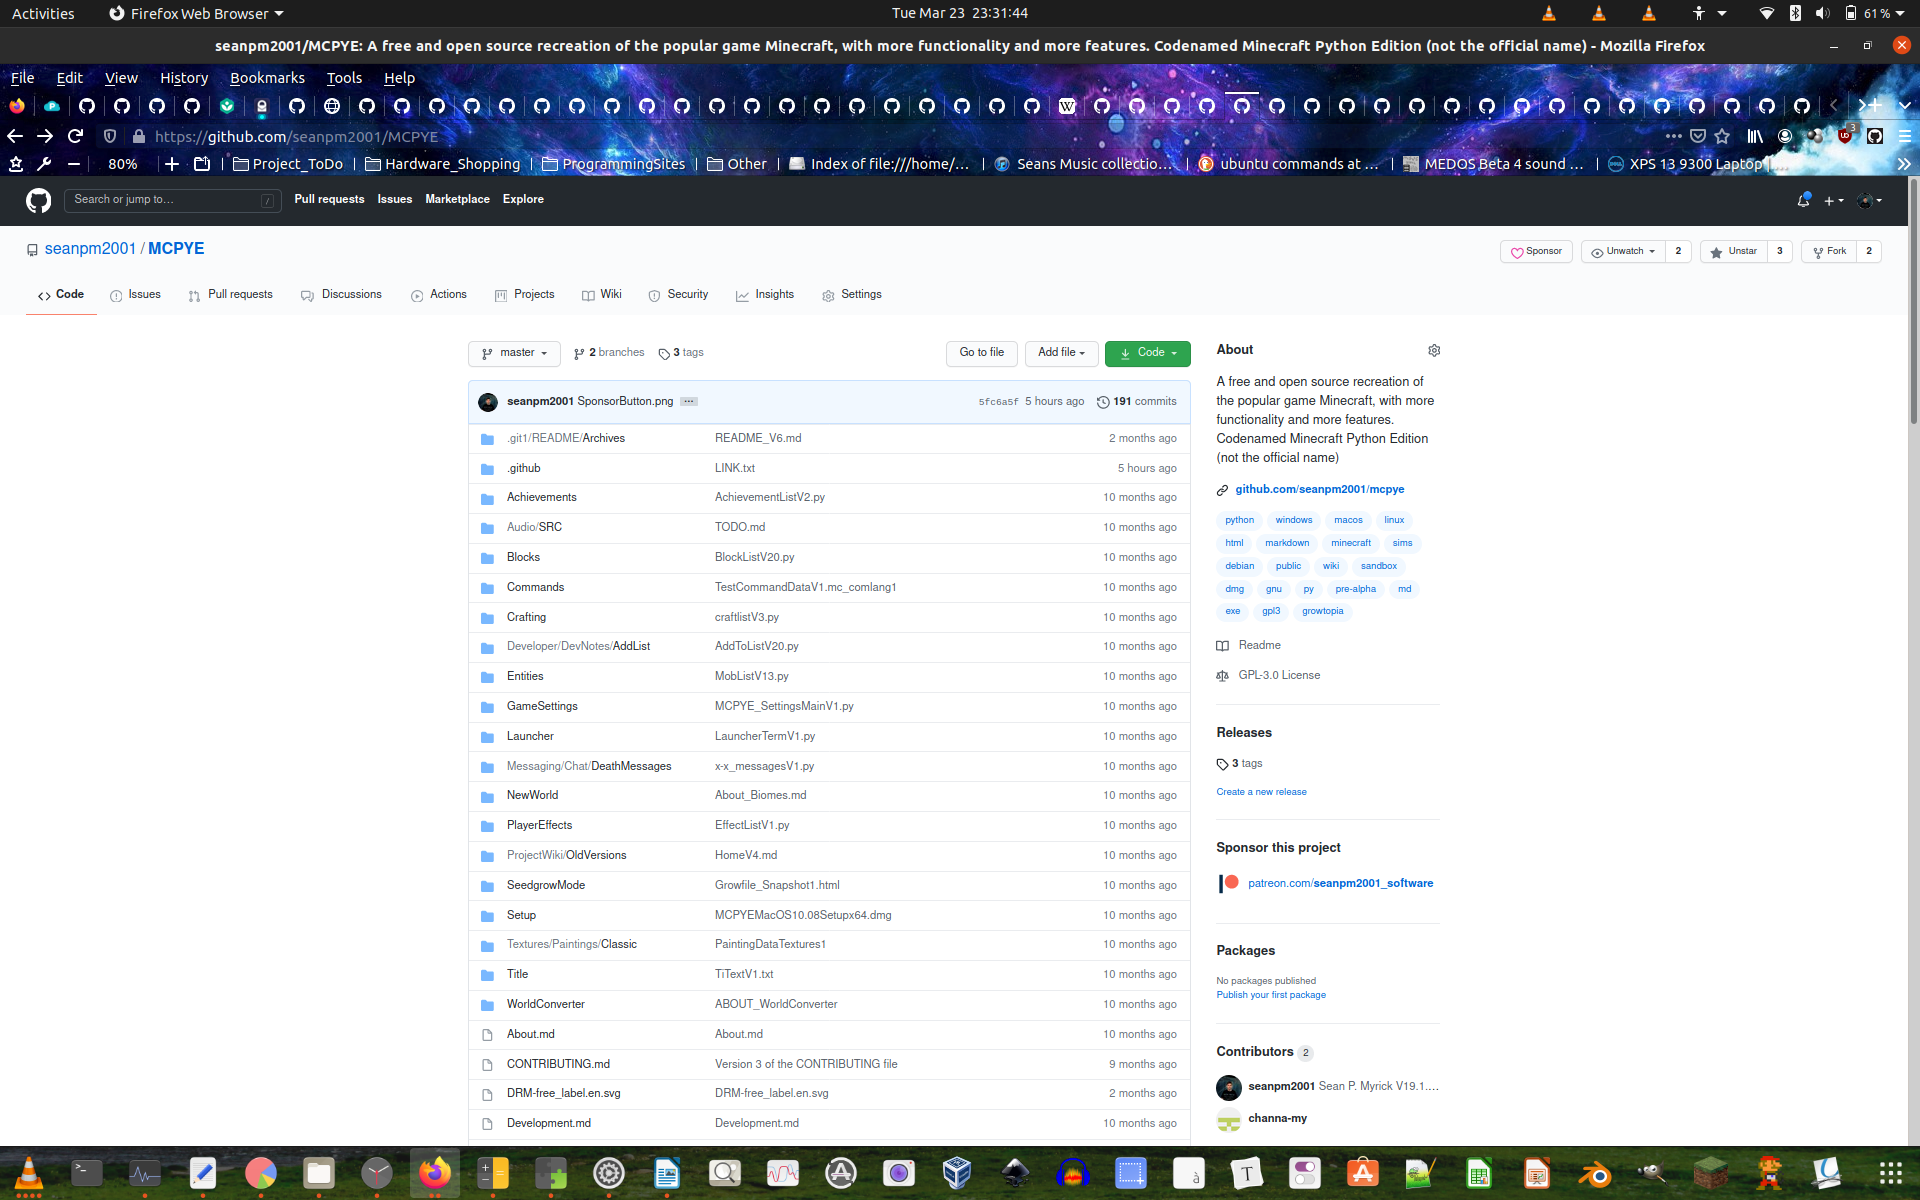 Activities Firefox Web Browser Tue Mar 23 23:31:44 61 %
seanpm2001/MCPYE: A free and open source recreation of the popular game Minecraft, with more functionality and more features. Codenamed Minecraft Python Edition (not the official name) - Mozilla Firefox
File Edit View History Bookmarks Tools Help
https://github.com/seanpm2001/MCPYE 3
80% Project_ToDo Hardware_Shopping ProgrammingSites Other Index of file:///home/... Seans Music collectio... ubuntu commands at ... MEDOS Beta 4 sound ... XPS 13 9300 Laptop
Search or jump to... / Pull requests Issues Marketplace Explore
seanpm2001 / MCPYE Sponsor Unwatch 2 Unstar 3 Fork 2
Code Issues Pull requests Discussions Actions Projects Wiki Security Insights Settings
master 2 branches 3 tags Go to file Add file Code
seanpm2001 SponsorButton.png ... 5fc6a5f 5 hours ago 191 commits
.git1/README/Archives README_V6.md 2 months ago
.github LINK.txt 5 hours ago
Achievements AchievementListV2.py 10 months ago
Audio/SRC TODO.md 10 months ago
Blocks BlockListV20.py 10 months ago
Commands TestCommandDataV1.mc_comlang1 10 months ago
Crafting craftlistV3.py 10 months ago
Developer/DevNotes/AddList AddToListV20.py 10 months ago
Entities MobListV13.py 10 months ago
GameSettings MCPYE_SettingsMainV1.py 10 months ago
Launcher LauncherTermV1.py 10 months ago
Messaging/Chat/DeathMessages x-x_messagesV1.py 10 months ago
NewWorld About_Biomes.md 10 months ago
PlayerEffects EffectListV1.py 10 months ago
ProjectWiki/OldVersions HomeV4.md 10 months ago
SeedgrowMode Growfile_Snapshot1.html 10 months ago
Setup MCPYEMacOS10.08Setupx64.dmg 10 months ago
Textures/Paintings/Classic PaintingDataTextures1 10 months ago
Title TiTextV1.txt 10 months ago
WorldConverter ABOUT_WorldConverter 10 months ago
About.md About.md 10 months ago
CONTRIBUTING.md Version 3 of the CONTRIBUTING file 9 months ago
DRM-free_label.en.svg DRM-free_label.en.svg 2 months ago
Development.md Development.md 10 months ago
About
A free and open source recreation of
the popular game Minecraft, with more
functionality and more features.
Codenamed Minecraft Python Edition
(not the official name)
github.com/seanpm2001/mcpye
python windows macos linux
html markdown minecraft sims
debian public wiki sandbox
dmg gnu py pre-alpha md
exe gpl3 growtopia
Readme
GPL-3.0 License
Releases
3 tags
Create a new release
Sponsor this project
patreon.com/seanpm2001_software
Packages
No packages published
Publish your first package
Contributors 2
seanpm2001 Sean P. Myrick V19.1....
channa-my